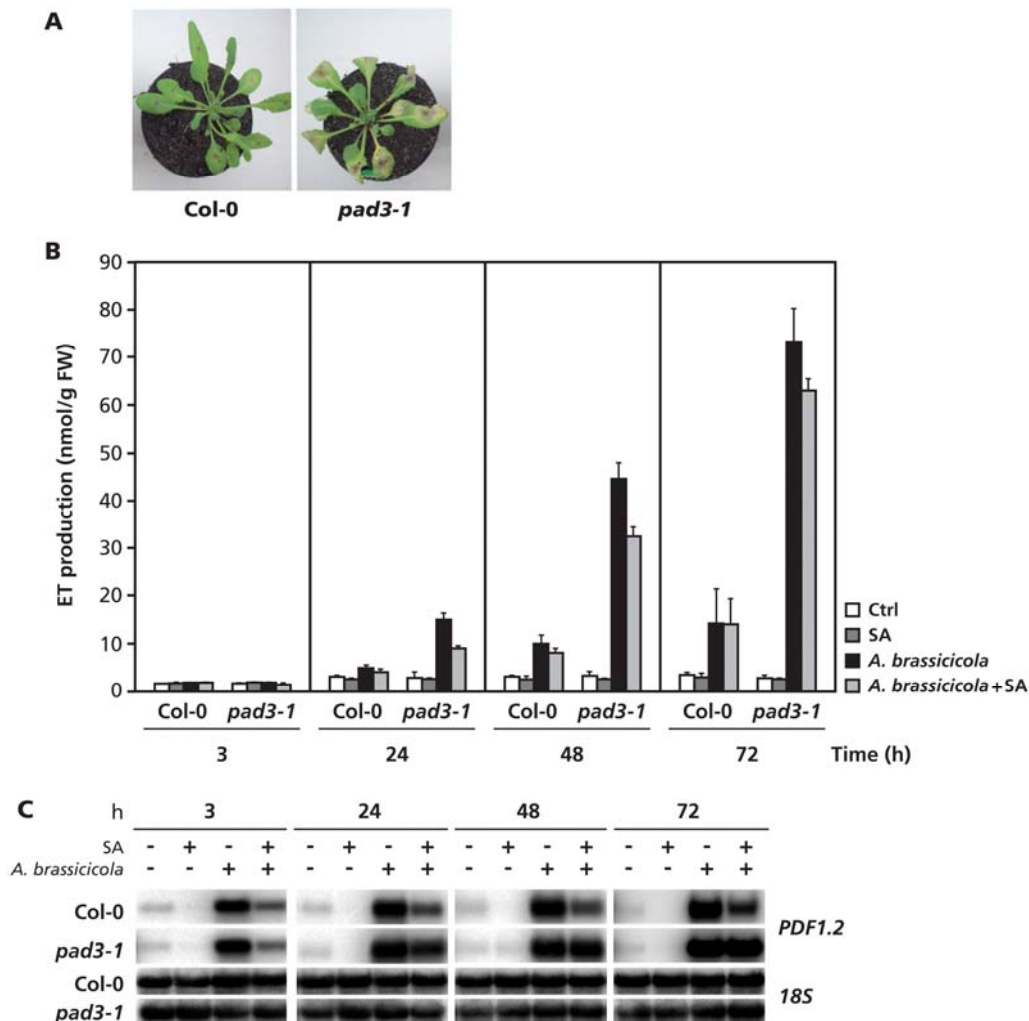 A
Col-0 pad3-1
B
90
80
70
60
50
40
30
20
10
0
ET production (nmol/g FW)
Ctrl
SA
A. brassicicola
A. brassicicola+SA
Col-0 pad3-1 Col-0 pad3-1 Col-0 pad3-1 Col-0 pad3-1
3 24 48 72 Time (h)
C h 3 24 48 72
SA - + - + - + - + - + - + - + - +
A. brassicicola - - + + - - + + - - + + - - + +
Col-0
pad3-1
PDF1.2
Col-0
pad3-1
18S